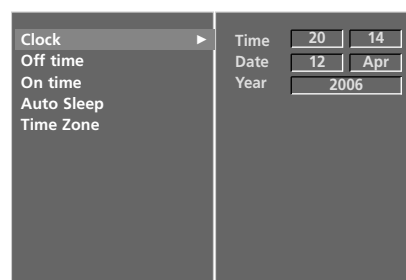 Clock
Off time
On time
Auto Sleep
Time Zone
Time 20 14
Date 12 Apr
Year 2006